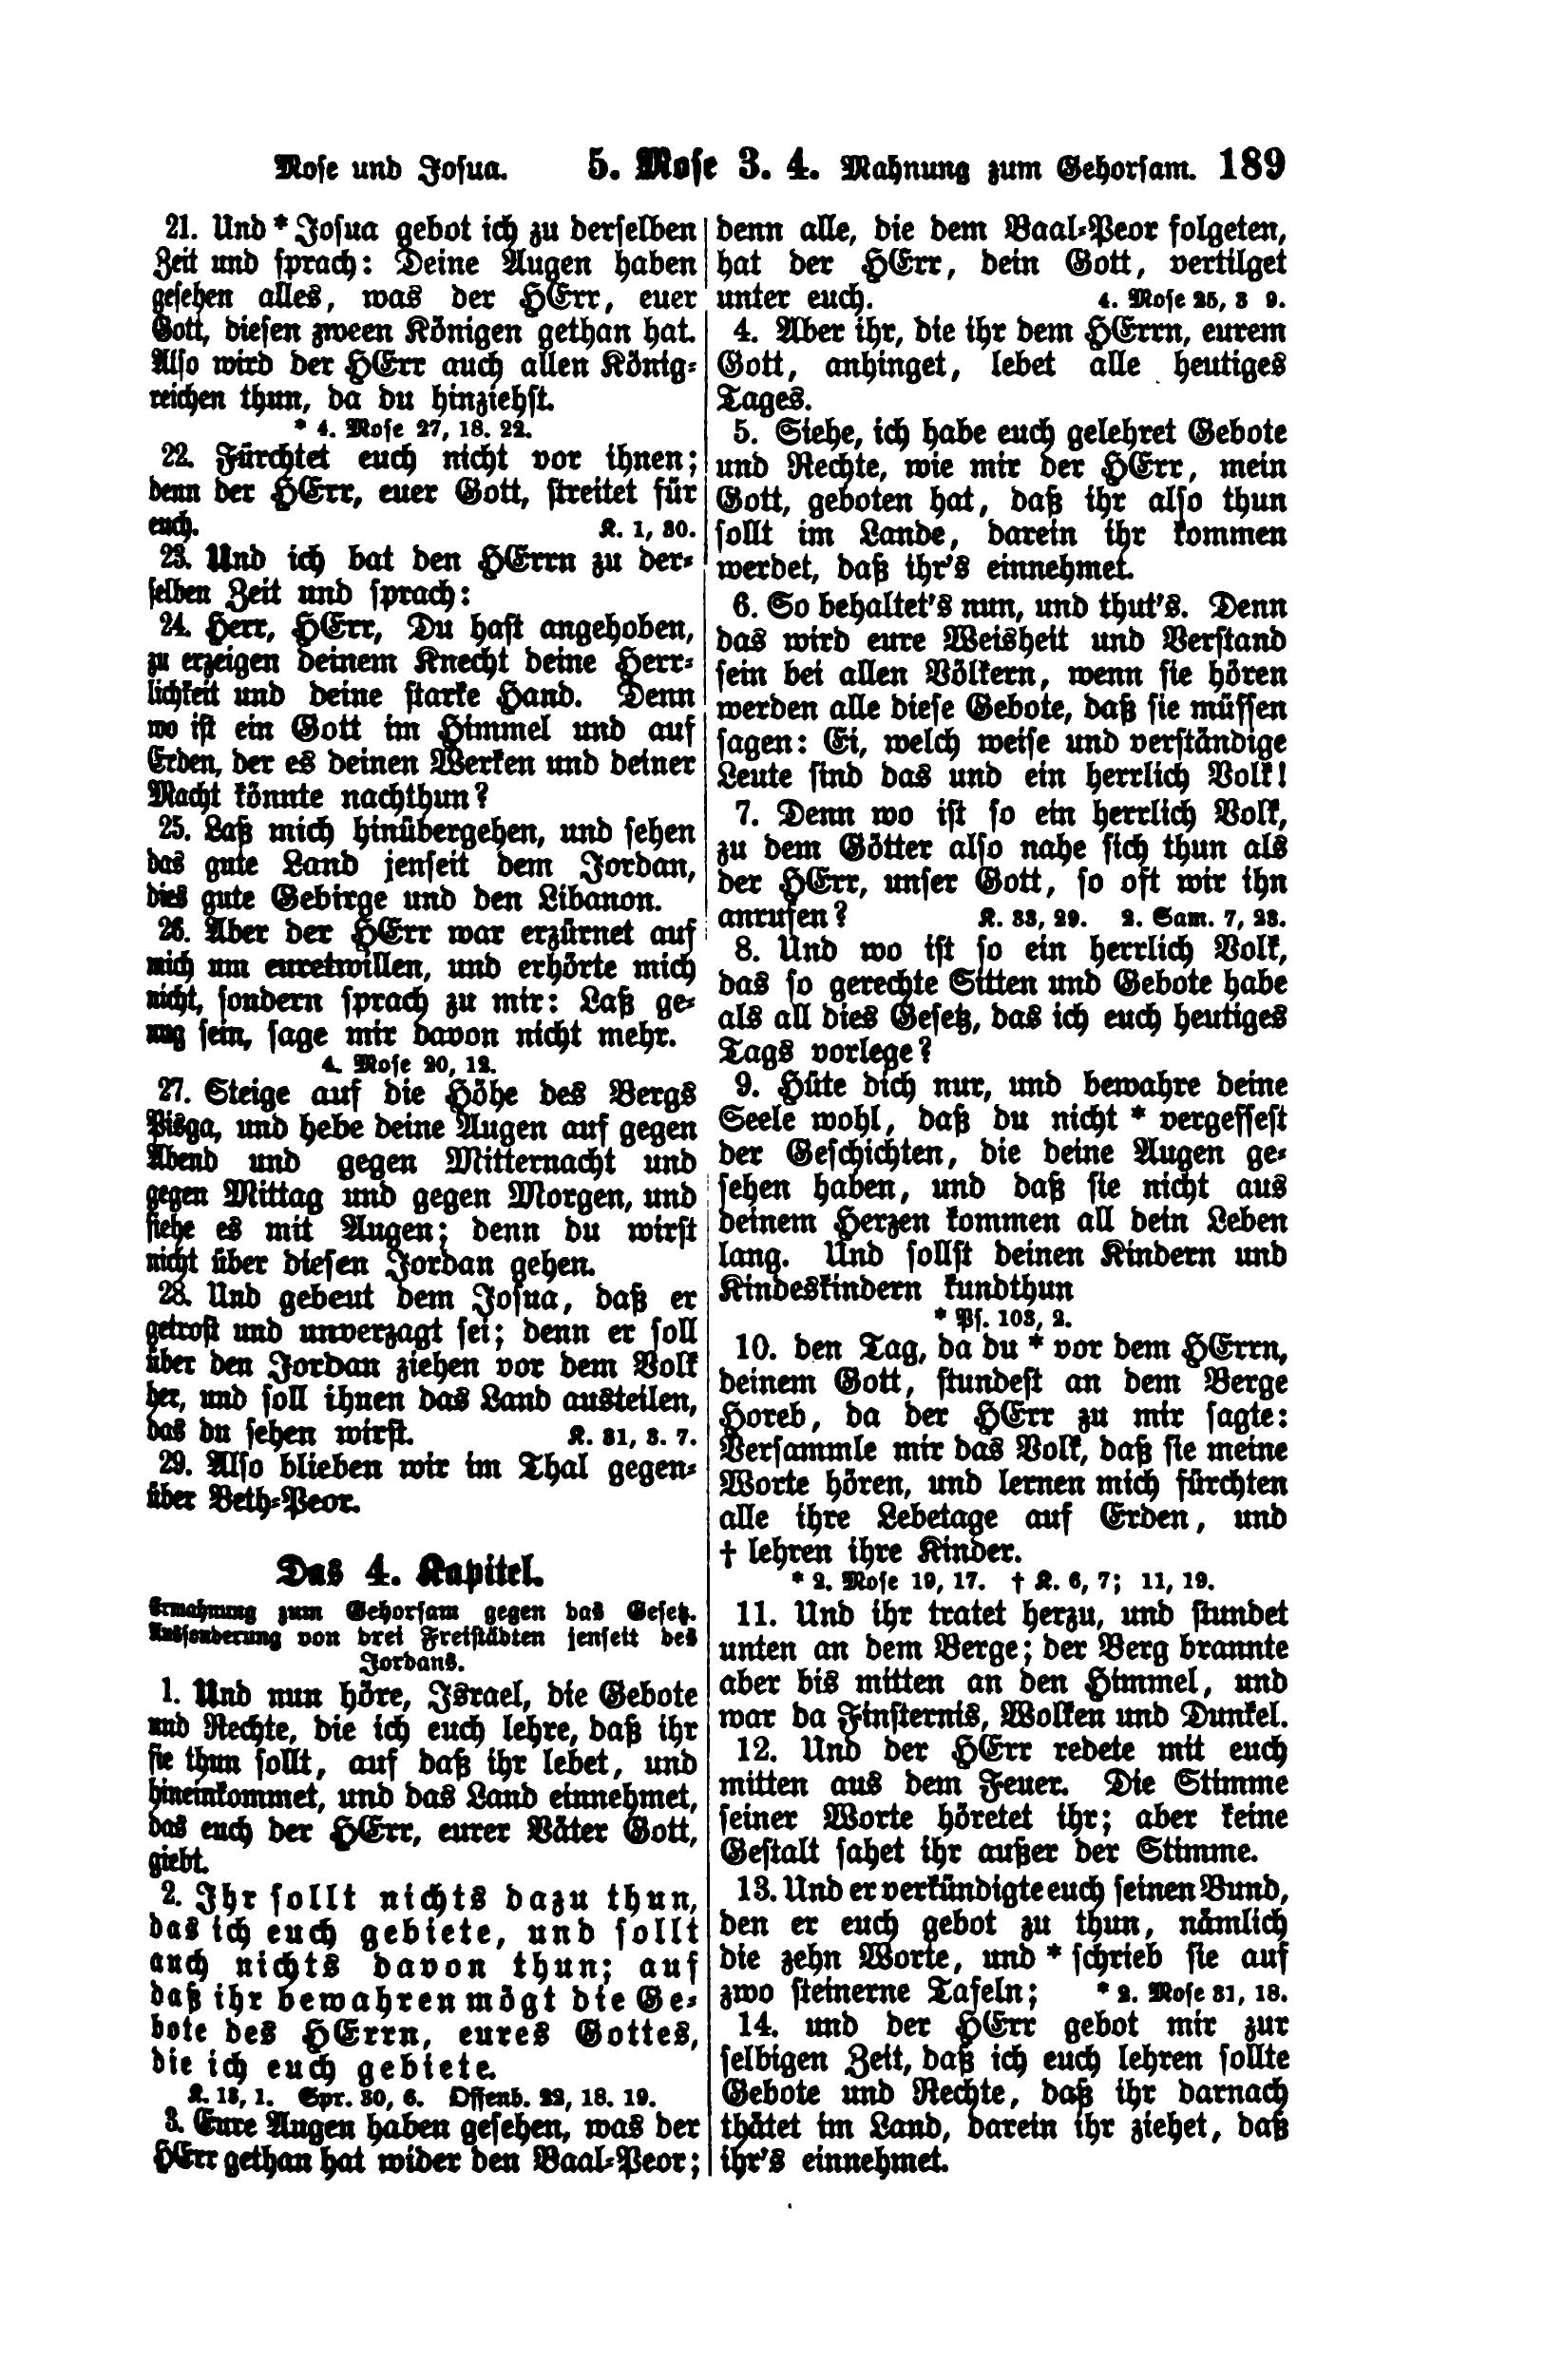 Mose und Josua. 5. Mose 3. 4. Mahnung zum Gehorsam. 189
21. Und * Josua gebot ich zu derselben
Zeit und sprach: Deine Augen haben
gesehen alles, was der HErr, euer
Gott, diesen zween Königen gethan hat.
Also wird der HErr auch allen König-
reichen thun, da du hinziehst.
* 4. Mose 27, 18. 22.
22. Fürchtet euch nicht vor ihnen;
denn der HErr, euer Gott, streitet für
euch. K. 1, 30.
23. Und ich bat den HErrn zu der-
selben Zeit und sprach:
24. Herr, HErr, Du hast angehoben,
zu erzeigen deinem Knecht deine Herr-
lichkeit und deine starke Hand. Denn
wo ist ein Gott im Himmel und auf
Erden, der es deinen Werken und deiner
Macht könnte nachthun?
25. Laß mich hinübergehen, und sehen
das gute Land jenseit dem Jordan,
dies gute Gebirge und den Libanon.
26. Aber der HErr war erzürnet auf
mich um euretwillen, und erhörte mich
nicht, sondern sprach zu mir: Laß ge-
nug sein, sage mir davon nicht mehr.
4. Mose 20, 12.
27. Steige auf die Höhe des Bergs
Pisga, und hebe deine Augen auf gegen
Abend und gegen Mitternacht und
gegen Mittag und gegen Morgen, und
siehe es mit Augen; denn du wirst
nicht über diesen Jordan gehen.
28. Und gebeut dem Josua, daß er
getrost und unverzagt sei; denn er soll
über den Jordan ziehen vor dem Volk
her, und soll ihnen das Land austeilen,
das du sehen wirst. K. 31, 3. 7.
29. Also blieben wir im Thal gegen-
über Beth-Peor.
Das 4. Kapitel.
Ermahnung zum Gehorsam gegen das Gesetz.
Aussonderung von drei Freistädten jenseit des
Jordans.
1. Und nun höre, Israel, die Gebote
und Rechte, die ich euch lehre, daß ihr
sie thun sollt, auf daß ihr lebet, und
hineinkommet, und das Land einnehmet,
das euch der HErr, eurer Väter Gott,
giebt.
2. Ihr sollt nichts dazu thun,
das ich euch gebiete, und sollt
auch nichts davon thun; auf
daß ihr bewahren mögt die Ge-
bote des HErrn, eures Gottes,
die ich euch gebiete.
K. 13, 1. Spr. 30, 6. Offenb. 22, 18. 19.
3. Eure Augen haben gesehen, was der
HErr gethan hat wider den Baal-Peor;
denn alle, die dem Baal-Peor folgeten,
hat der HErr, dein Gott, vertilget
unter euch. 4. Mose 25, 3 9.
4. Aber ihr, die ihr dem HErrn, eurem
Gott, anhinget, lebet alle heutiges
Tages.
5. Siehe, ich habe euch gelehret Gebote
und Rechte, wie mir der HErr, mein
Gott, geboten hat, daß ihr also thun
sollt im Lande, darein ihr kommen
werdet, daß ihr's einnehmet.
6. So behaltet's nun, und thut's. Denn
das wird eure Weisheit und Verstand
sein bei allen Völkern, wenn sie hören
werden alle diese Gebote, daß sie müssen
sagen: Ei, welch weise und verständige
Leute sind das und ein herrlich Volk!
7. Denn wo ist so ein herrlich Volk,
zu dem Götter also nahe sich thun als
der HErr, unser Gott, so oft wir ihn
anrufen? K. 33, 29. 2. Sam. 7, 23.
8. Und wo ist so ein herrlich Volk,
das so gerechte Sitten und Gebote habe
als all dies Gesetz, das ich euch heutiges
Tags vorlege?
9. Hüte dich nur, und bewahre deine
Seele wohl, daß du nicht * vergessest
der Geschichten, die deine Augen ge-
sehen haben, und daß sie nicht aus
deinem Herzen kommen all dein Leben
lang. Und sollst deinen Kindern und
Kindeskindern kundthun
* Ps. 103, 2.
10. den Tag, da du * vor dem HErrn,
deinem Gott, stundest an dem Berge
Horeb, da der HErr zu mir sagte:
Versammle mir das Volk, daß sie meine
Worte hören, und lernen mich fürchten
alle ihre Lebetage auf Erden, und
† lehren ihre Kinder.
* 2. Mose 19, 17. † K. 6, 7; 11, 19.
11. Und ihr tratet herzu, und stundet
unten an dem Berge; der Berg brannte
aber bis mitten an den Himmel, und
war da Finsternis, Wolken und Dunkel.
12. Und der HErr redete mit euch
mitten aus dem Feuer. Die Stimme
seiner Worte höretet ihr; aber keine
Gestalt sahet ihr außer der Stimme.
13. Und er verkündigte euch seinen Bund,
den er euch gebot zu thun, nämlich
die zehn Worte, und * schrieb sie auf
zwo steinerne Tafeln; * 2. Mose 31, 18.
14. und der HErr gebot mir zur
selbigen Zeit, daß ich euch lehren sollte
Gebote und Rechte, daß ihr darnach
thätet im Land, darein ihr ziehet, daß
ihr's einnehmet.